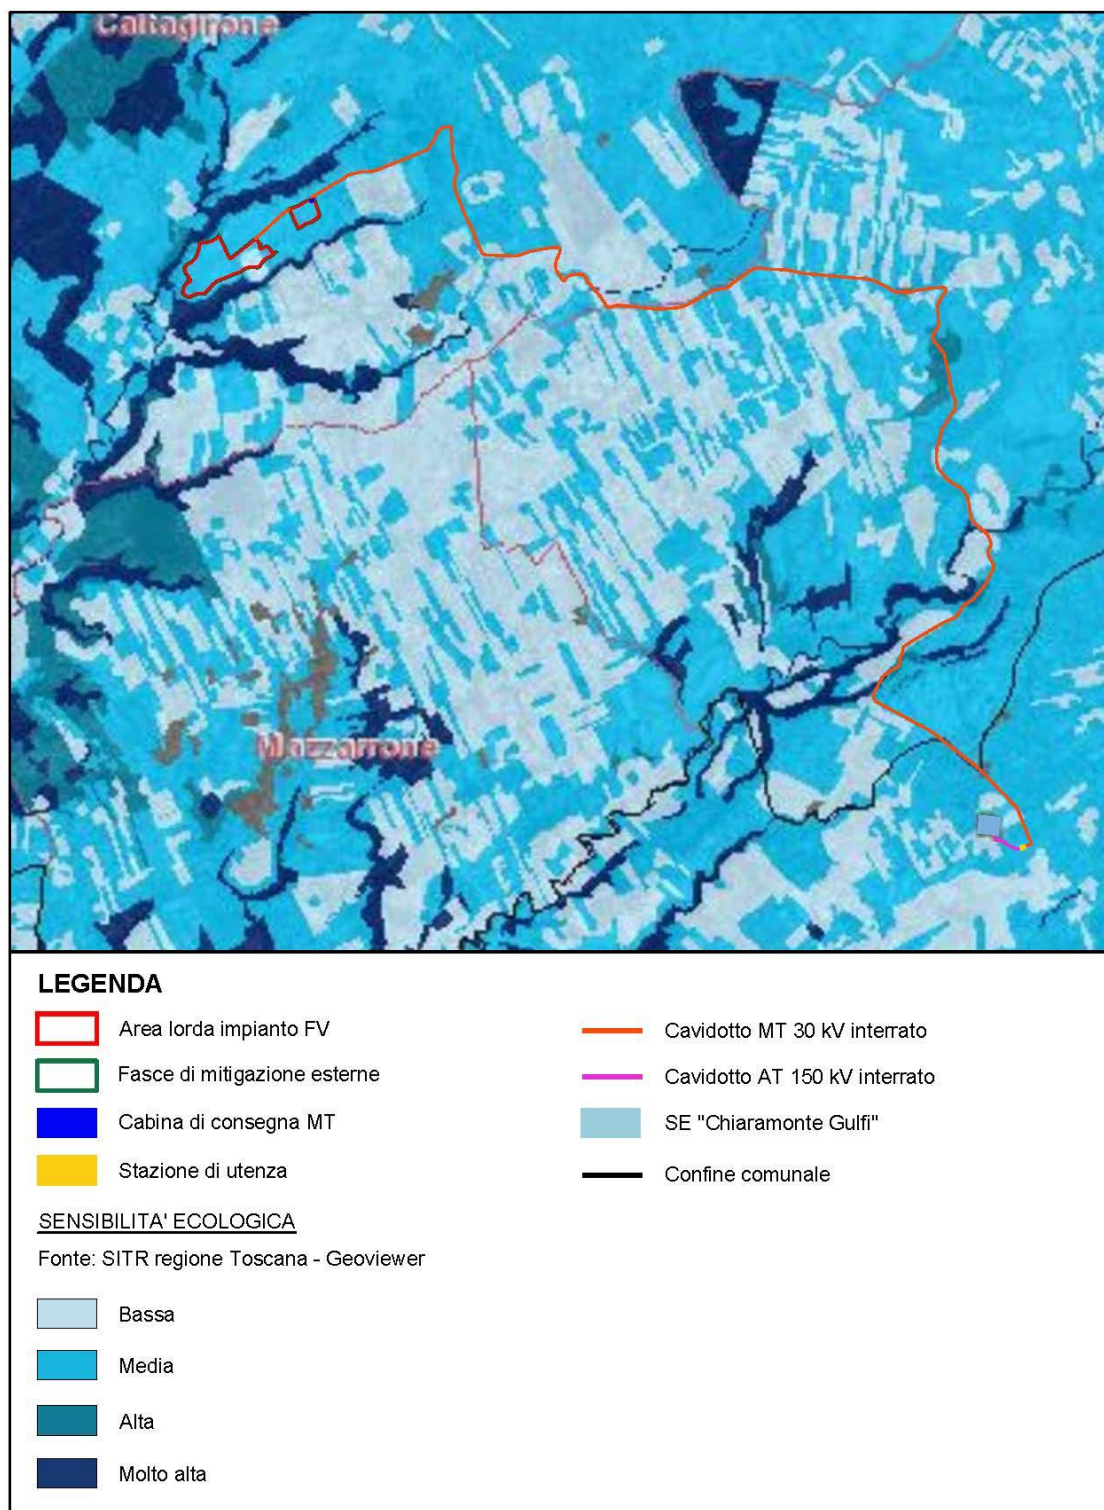 Caltagirone
Mazzarrone
LEGENDA
Area lorda impianto FV
Fasce di mitigazione esterne
Cabina di consegna MT
Stazione di utenza
Cavidotto MT 30 kV interrato
Cavidotto AT 150 kV interrato
SE "Chiaramonte Gulfi"
Confine comunale
SENSIBILITA' ECOLOGICA
Fonte: SITR regione Toscana - Geoviewer
Bassa
Media
Alta
Molto alta